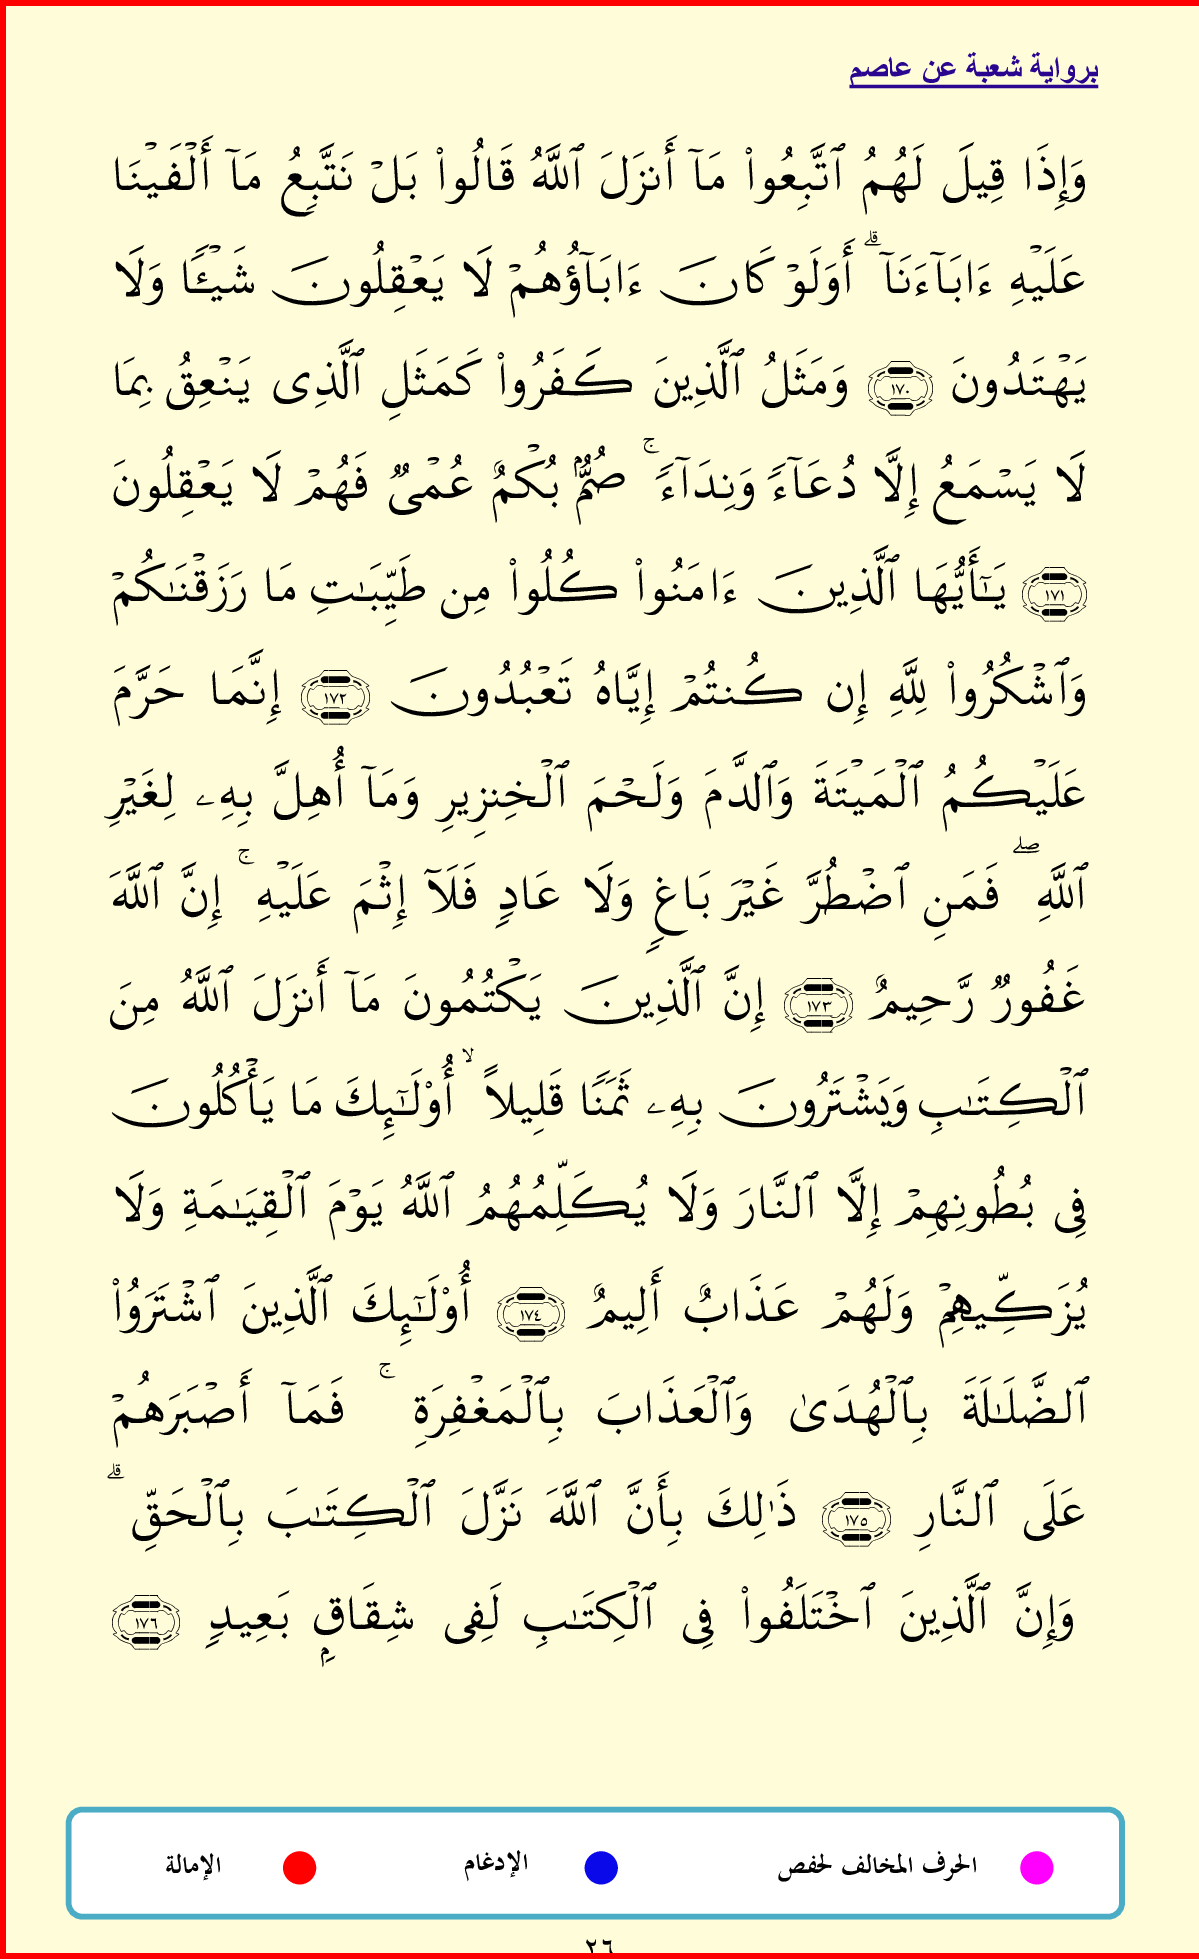 برواية شعبة عن عاصم
وَإِذَا قِيلَ لَهُمُ ٱتَّبِعُوا۟ مَآ أَنزَلَ ٱللَّهُ قَالُوا۟ بَلْ نَتَّبِعُ مَآ أَلْفَيْنَا
عَلَيْهِ ءَابَآءَنَآ ۗ أَوَلَوْ كَانَ ءَابَآؤُهُمْ لَا يَعْقِلُونَ شَيْـًٔا وَلَا
يَهْتَدُونَ ١٧٠ وَمَثَلُ ٱلَّذِينَ كَفَرُوا۟ كَمَثَلِ ٱلَّذِى يَنْعِقُ بِمَا
لَا يَسْمَعُ إِلَّا دُعَآءً وَنِدَآءً ۚ صُمٌّۢ بُكْمٌ عُمْىٌ فَهُمْ لَا يَعْقِلُونَ
١٧١ يَـٰٓأَيُّهَا ٱلَّذِينَ ءَامَنُوا۟ كُلُوا۟ مِن طَيِّبَـٰتِ مَا رَزَقْنَـٰكُمْ
وَٱشْكُرُوا۟ لِلَّهِ إِن كُنتُمْ إِيَّاهُ تَعْبُدُونَ ١٧٢ إِنَّمَا حَرَّمَ
عَلَيْكُمُ ٱلْمَيْتَةَ وَٱلدَّمَ وَلَحْمَ ٱلْخِنزِيرِ وَمَآ أُهِلَّ بِهِۦ لِغَيْرِ
ٱللَّهِ ۖ فَمَنِ ٱضْطُرَّ غَيْرَ بَاغٍ وَلَا عَادٍ فَلَآ إِثْمَ عَلَيْهِ ۚ إِنَّ ٱللَّهَ
غَفُورٌ رَّحِيمٌ ١٧٣ إِنَّ ٱلَّذِينَ يَكْتُمُونَ مَآ أَنزَلَ ٱللَّهُ مِنَ
ٱلْكِتَـٰبِ وَيَشْتَرُونَ بِهِۦ ثَمَنًا قَلِيلاً ۙ أُو۟لَـٰٓئِكَ مَا يَأْكُلُونَ
فِى بُطُونِهِمْ إِلَّا ٱلنَّارَ وَلَا يُكَلِّمُهُمُ ٱللَّهُ يَوْمَ ٱلْقِيَـٰمَةِ وَلَا
يُزَكِّيهِمْ وَلَهُمْ عَذَابٌ أَلِيمٌ ١٧٤ أُو۟لَـٰٓئِكَ ٱلَّذِينَ ٱشْتَرَوُا۟
ٱلضَّلَـٰلَةَ بِٱلْهُدَىٰ وَٱلْعَذَابَ بِٱلْمَغْفِرَةِ ۚ فَمَآ أَصْبَرَهُمْ
عَلَى ٱلنَّارِ ١٧٥ ذَٰلِكَ بِأَنَّ ٱللَّهَ نَزَّلَ ٱلْكِتَـٰبَ بِٱلْحَقِّ ۗ
وَإِنَّ ٱلَّذِينَ ٱخْتَلَفُوا۟ فِى ٱلْكِتَـٰبِ لَفِى شِقَاقٍۭ بَعِيدٍ ١٧٦
الحرف المخالف لحفص الإدغام الإمالة
٢٦